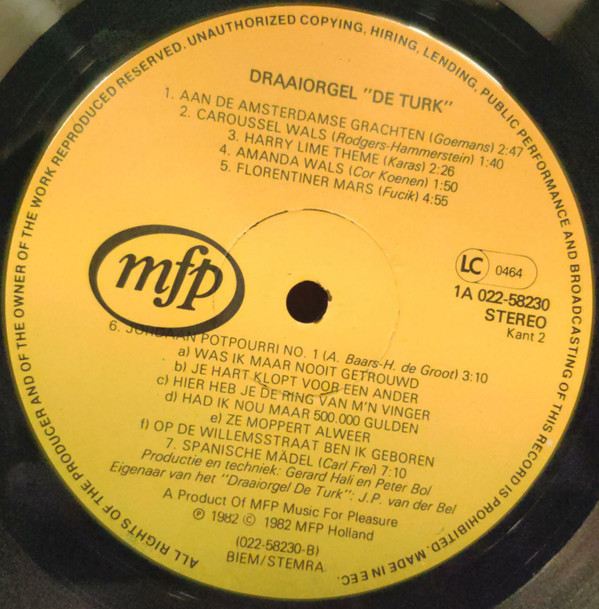 ALL RIGHTS OF THE PRODUCER AND OF THE OWNER OF THE WORK REPRODUCED RESERVED. UNAUTHORIZED COPYING, HIRING, LENDING, PUBLIC PERFORMANCE AND BROADCASTING OF THIS RECORD IS PROHIBITED. MADE IN EEC.
DRAAIORGEL "DE TURK"
1. AAN DE AMSTERDAMSE GRACHTEN (Goemans) 2:47
2. CAROUSSEL WALS (Rodgers-Hammerstein) 1:40
3. HARRY LIME THEME (Karas) 2:26
4. AMANDA WALS (Cor Koenen) 1:50
5. FLORENTINER MARS (Fucik) 4:55
mfp
LC 0464
1A 022-58230
STEREO
Kant 2
6. JORDAAN POTPOURRI NO. 1 (A. Baars-H. de Groot) 3:10
a) WAS IK MAAR NOOIT GETROUWD
b) JE HART KLOPT VOOR EEN ANDER
c) HIER HEB JE DE RING VAN M'N VINGER
d) HAD IK NOU MAAR 500.000 GULDEN
e) ZE MOPPERT ALWEER
f) OP DE WILLEMSSTRAAT BEN IK GEBOREN
7. SPANISCHE MÄDEL (Carl Frei) 7:10
Productie en techniek: Gerard Hali en Peter Bol
Eigenaar van het "Draaiorgel De Turk": J.P. van der Bel
A Product Of MFP Music For Pleasure
℗ 1982 © 1982 MFP Holland
(022-58230-B)
BIEM/STEMRA